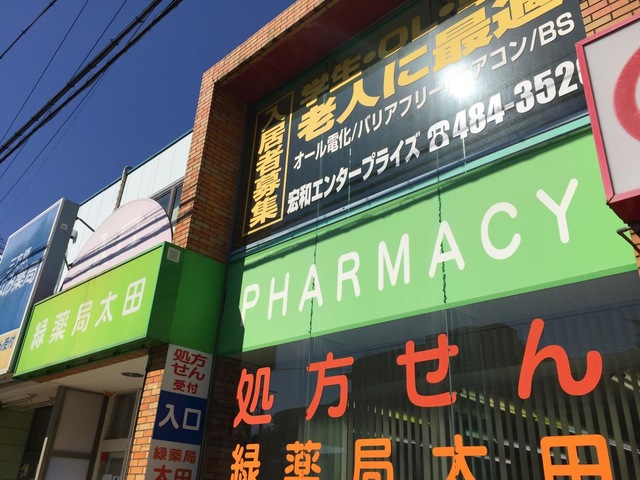 入居者募集
学生・OL・
老人に最適
オール電化/バリアフリー/エアコン/BS
宏和エンタープライズ ☎484-3528
PHARMACY
緑薬局太田
処方せん
受付
入口
緑薬局
太田
処方せん
緑薬局太田